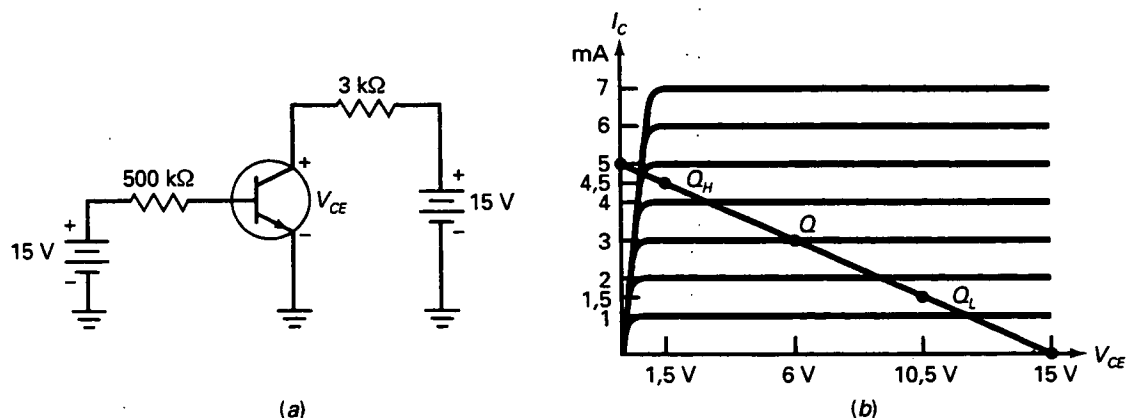 3 kΩ
500 kΩ
+
+
+
V_CE
15 V
15 V
−
−
−
(a)
I_C
mA
7
6
5
4,5
4
3
2
1,5
1
Q_H
Q
Q_L
1,5 V
6 V
10,5 V
15 V
V_CE
(b)